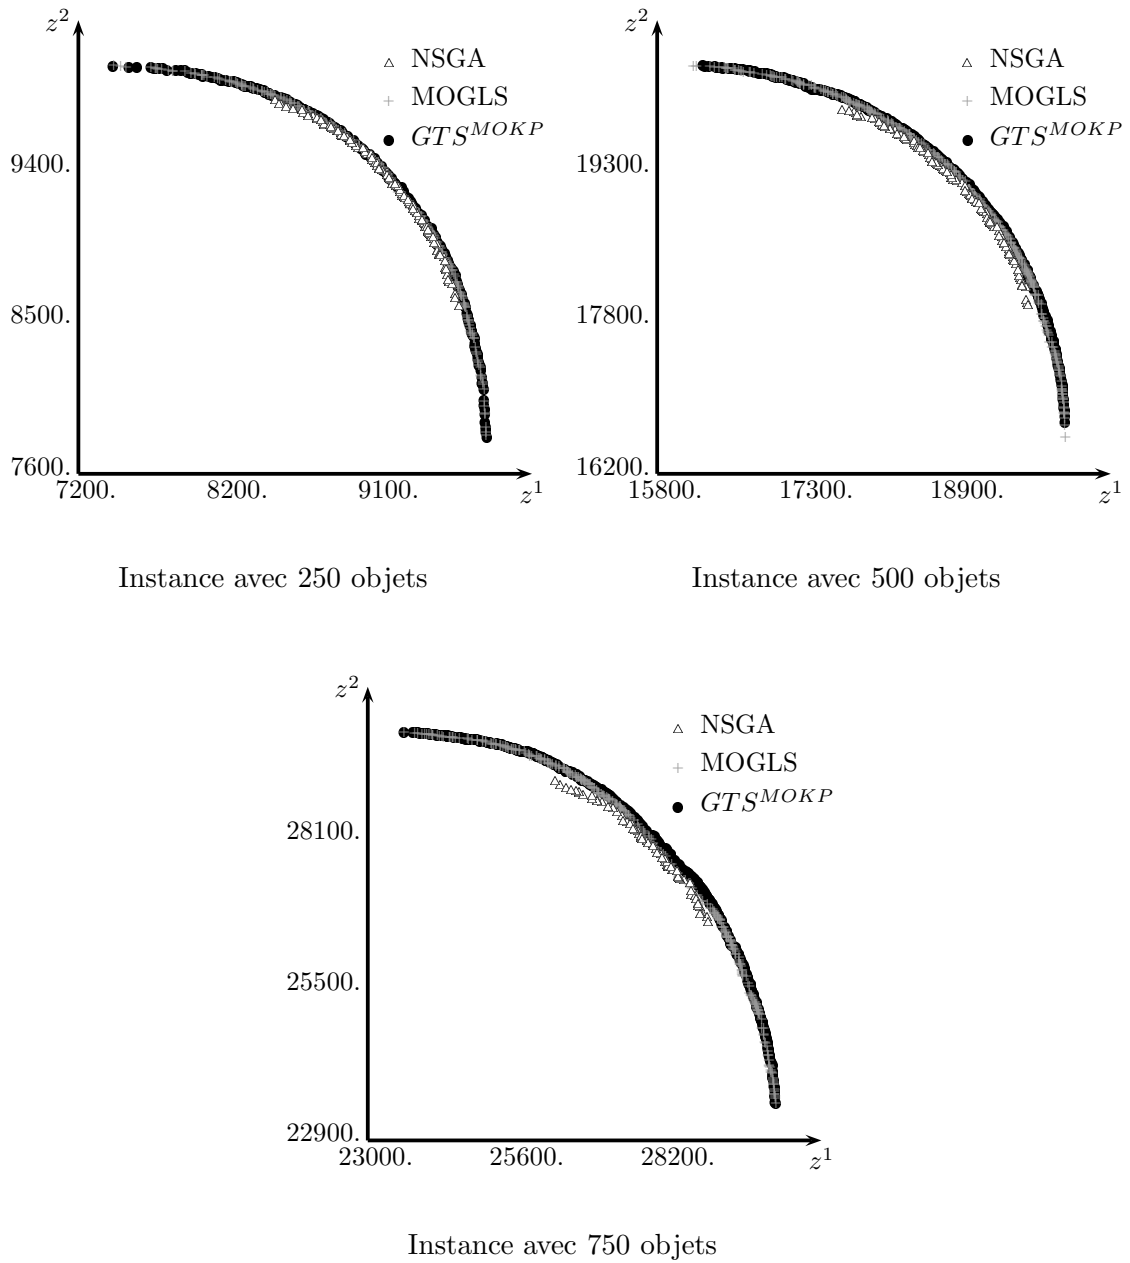 z²
NSGA
MOGLS
GTS^{MOKP}
9400.
8500.
7600.
7200. 8200. 9100. z¹
Instance avec 250 objets
z²
NSGA
MOGLS
GTS^{MOKP}
19300.
17800.
16200.
15800. 17300. 18900. z¹
Instance avec 500 objets
z²
NSGA
MOGLS
GTS^{MOKP}
28100.
25500.
22900.
23000. 25600. 28200. z¹
Instance avec 750 objets